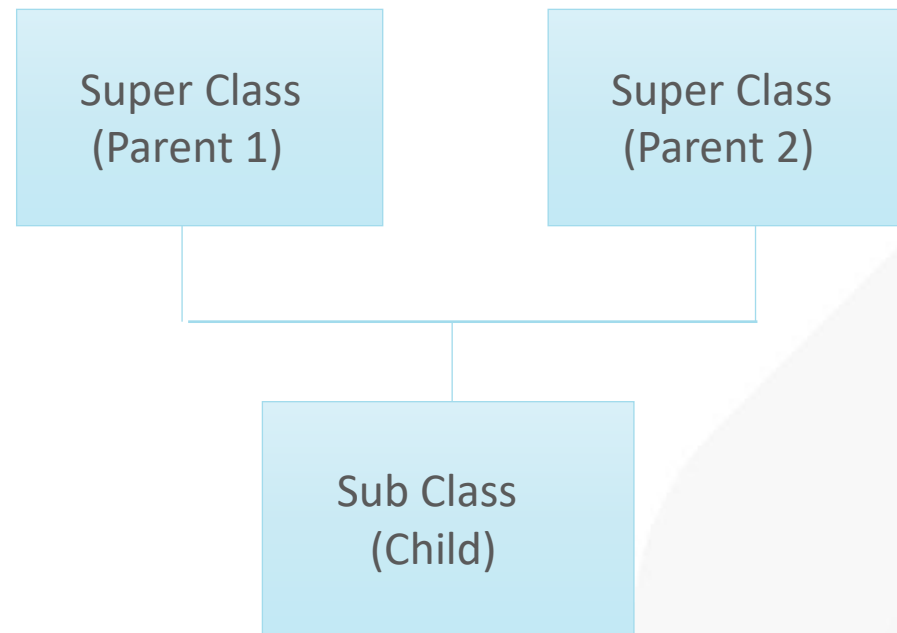 Super Class
(Parent 1)
Super Class
(Parent 2)
Sub Class
(Child)